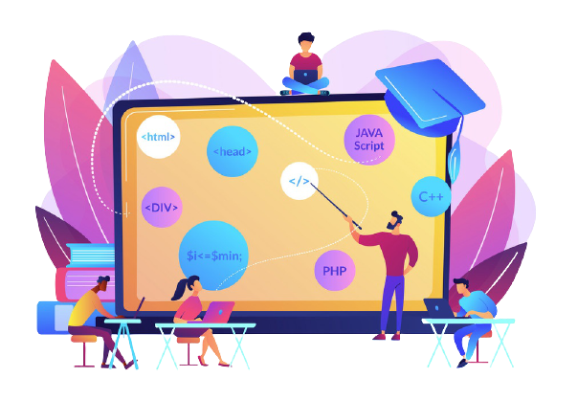 <html>
<head>
JAVA
Script
</>
C++
<DIV>
$i<=$min;
PHP